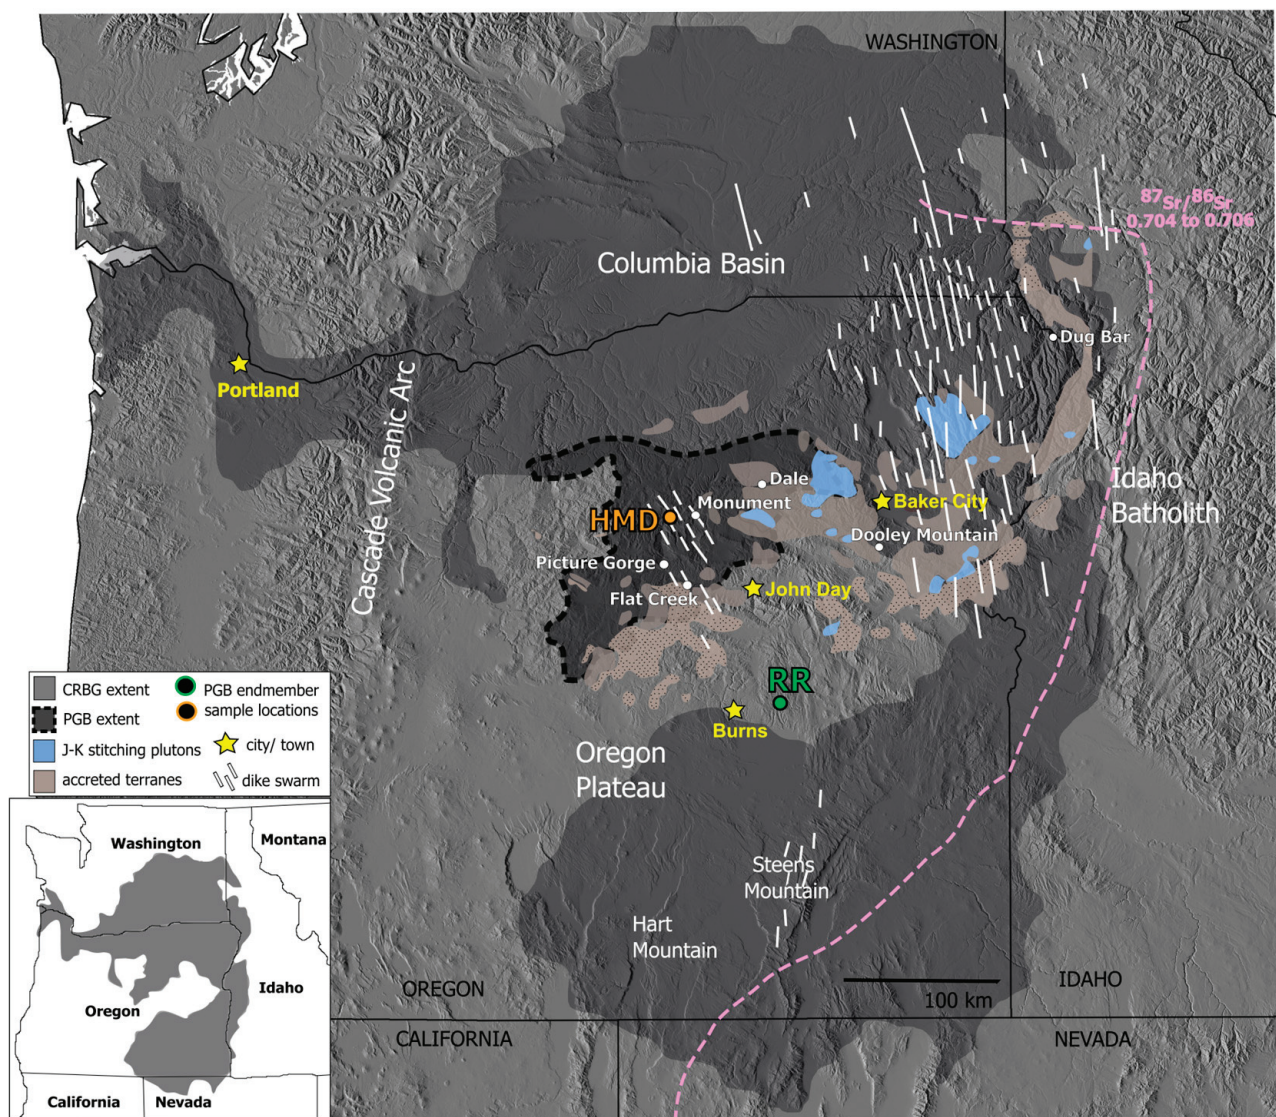 WASHINGTON
87Sr/86Sr
0.704 to 0.706
Columbia Basin
Dug Bar
Portland
Cascade Volcanic Arc
Dale
Monument
HMD
Baker City
Idaho
Batholith
Dooley Mountain
Picture Gorge
Flat Creek
John Day
RR
Burns
Oregon
Plateau
CRBG extent
PGB endmember
PGB extent
sample locations
J-K stitching plutons
city/ town
accreted terranes
dike swarm
Steens
Mountain
Hart
Mountain
OREGON
IDAHO
100 km
CALIFORNIA
NEVADA
Washington
Montana
Idaho
Oregon
California
Nevada